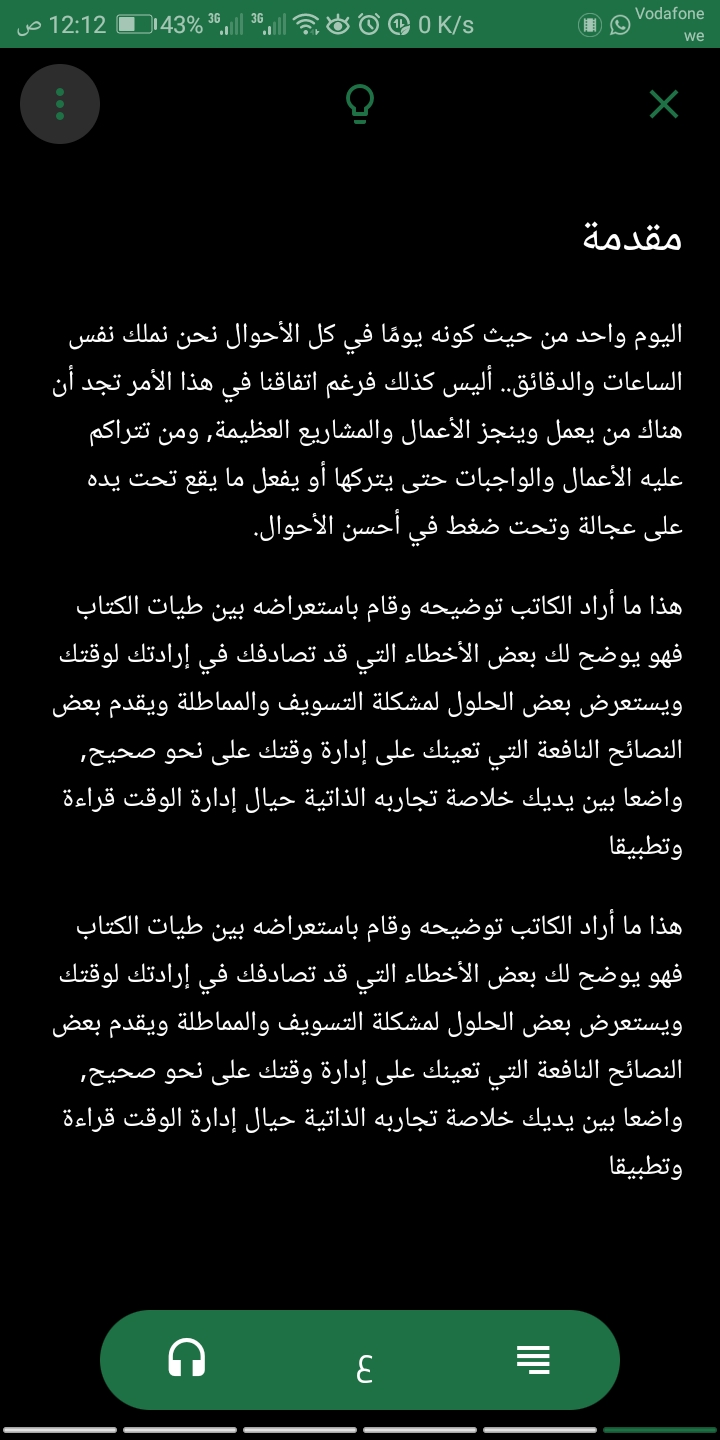 12:12 ص
43%
3G
3G
0 K/s
Vodafone
we
مقدمة
اليوم واحد من حيث كونه يومًا في كل الأحوال نحن نملك نفس
الساعات والدقائق.. أليس كذلك فرغم اتفاقنا في هذا الأمر تجد أن
هناك من يعمل وينجز الأعمال والمشاريع العظيمة, ومن تتراكم
عليه الأعمال والواجبات حتى يتركها أو يفعل ما يقع تحت يده
على عجالة وتحت ضغط في أحسن الأحوال.
هذا ما أراد الكاتب توضيحه وقام باستعراضه بين طيات الكتاب
فهو يوضح لك بعض الأخطاء التي قد تصادفك في إرادتك لوقتك
ويستعرض بعض الحلول لمشكلة التسويف والمماطلة ويقدم بعض
النصائح النافعة التي تعينك على إدارة وقتك على نحو صحيح,
واضعا بين يديك خلاصة تجاربه الذاتية حيال إدارة الوقت قراءة
وتطبيقا
هذا ما أراد الكاتب توضيحه وقام باستعراضه بين طيات الكتاب
فهو يوضح لك بعض الأخطاء التي قد تصادفك في إرادتك لوقتك
ويستعرض بعض الحلول لمشكلة التسويف والمماطلة ويقدم بعض
النصائح النافعة التي تعينك على إدارة وقتك على نحو صحيح,
واضعا بين يديك خلاصة تجاربه الذاتية حيال إدارة الوقت قراءة
وتطبيقا
ع